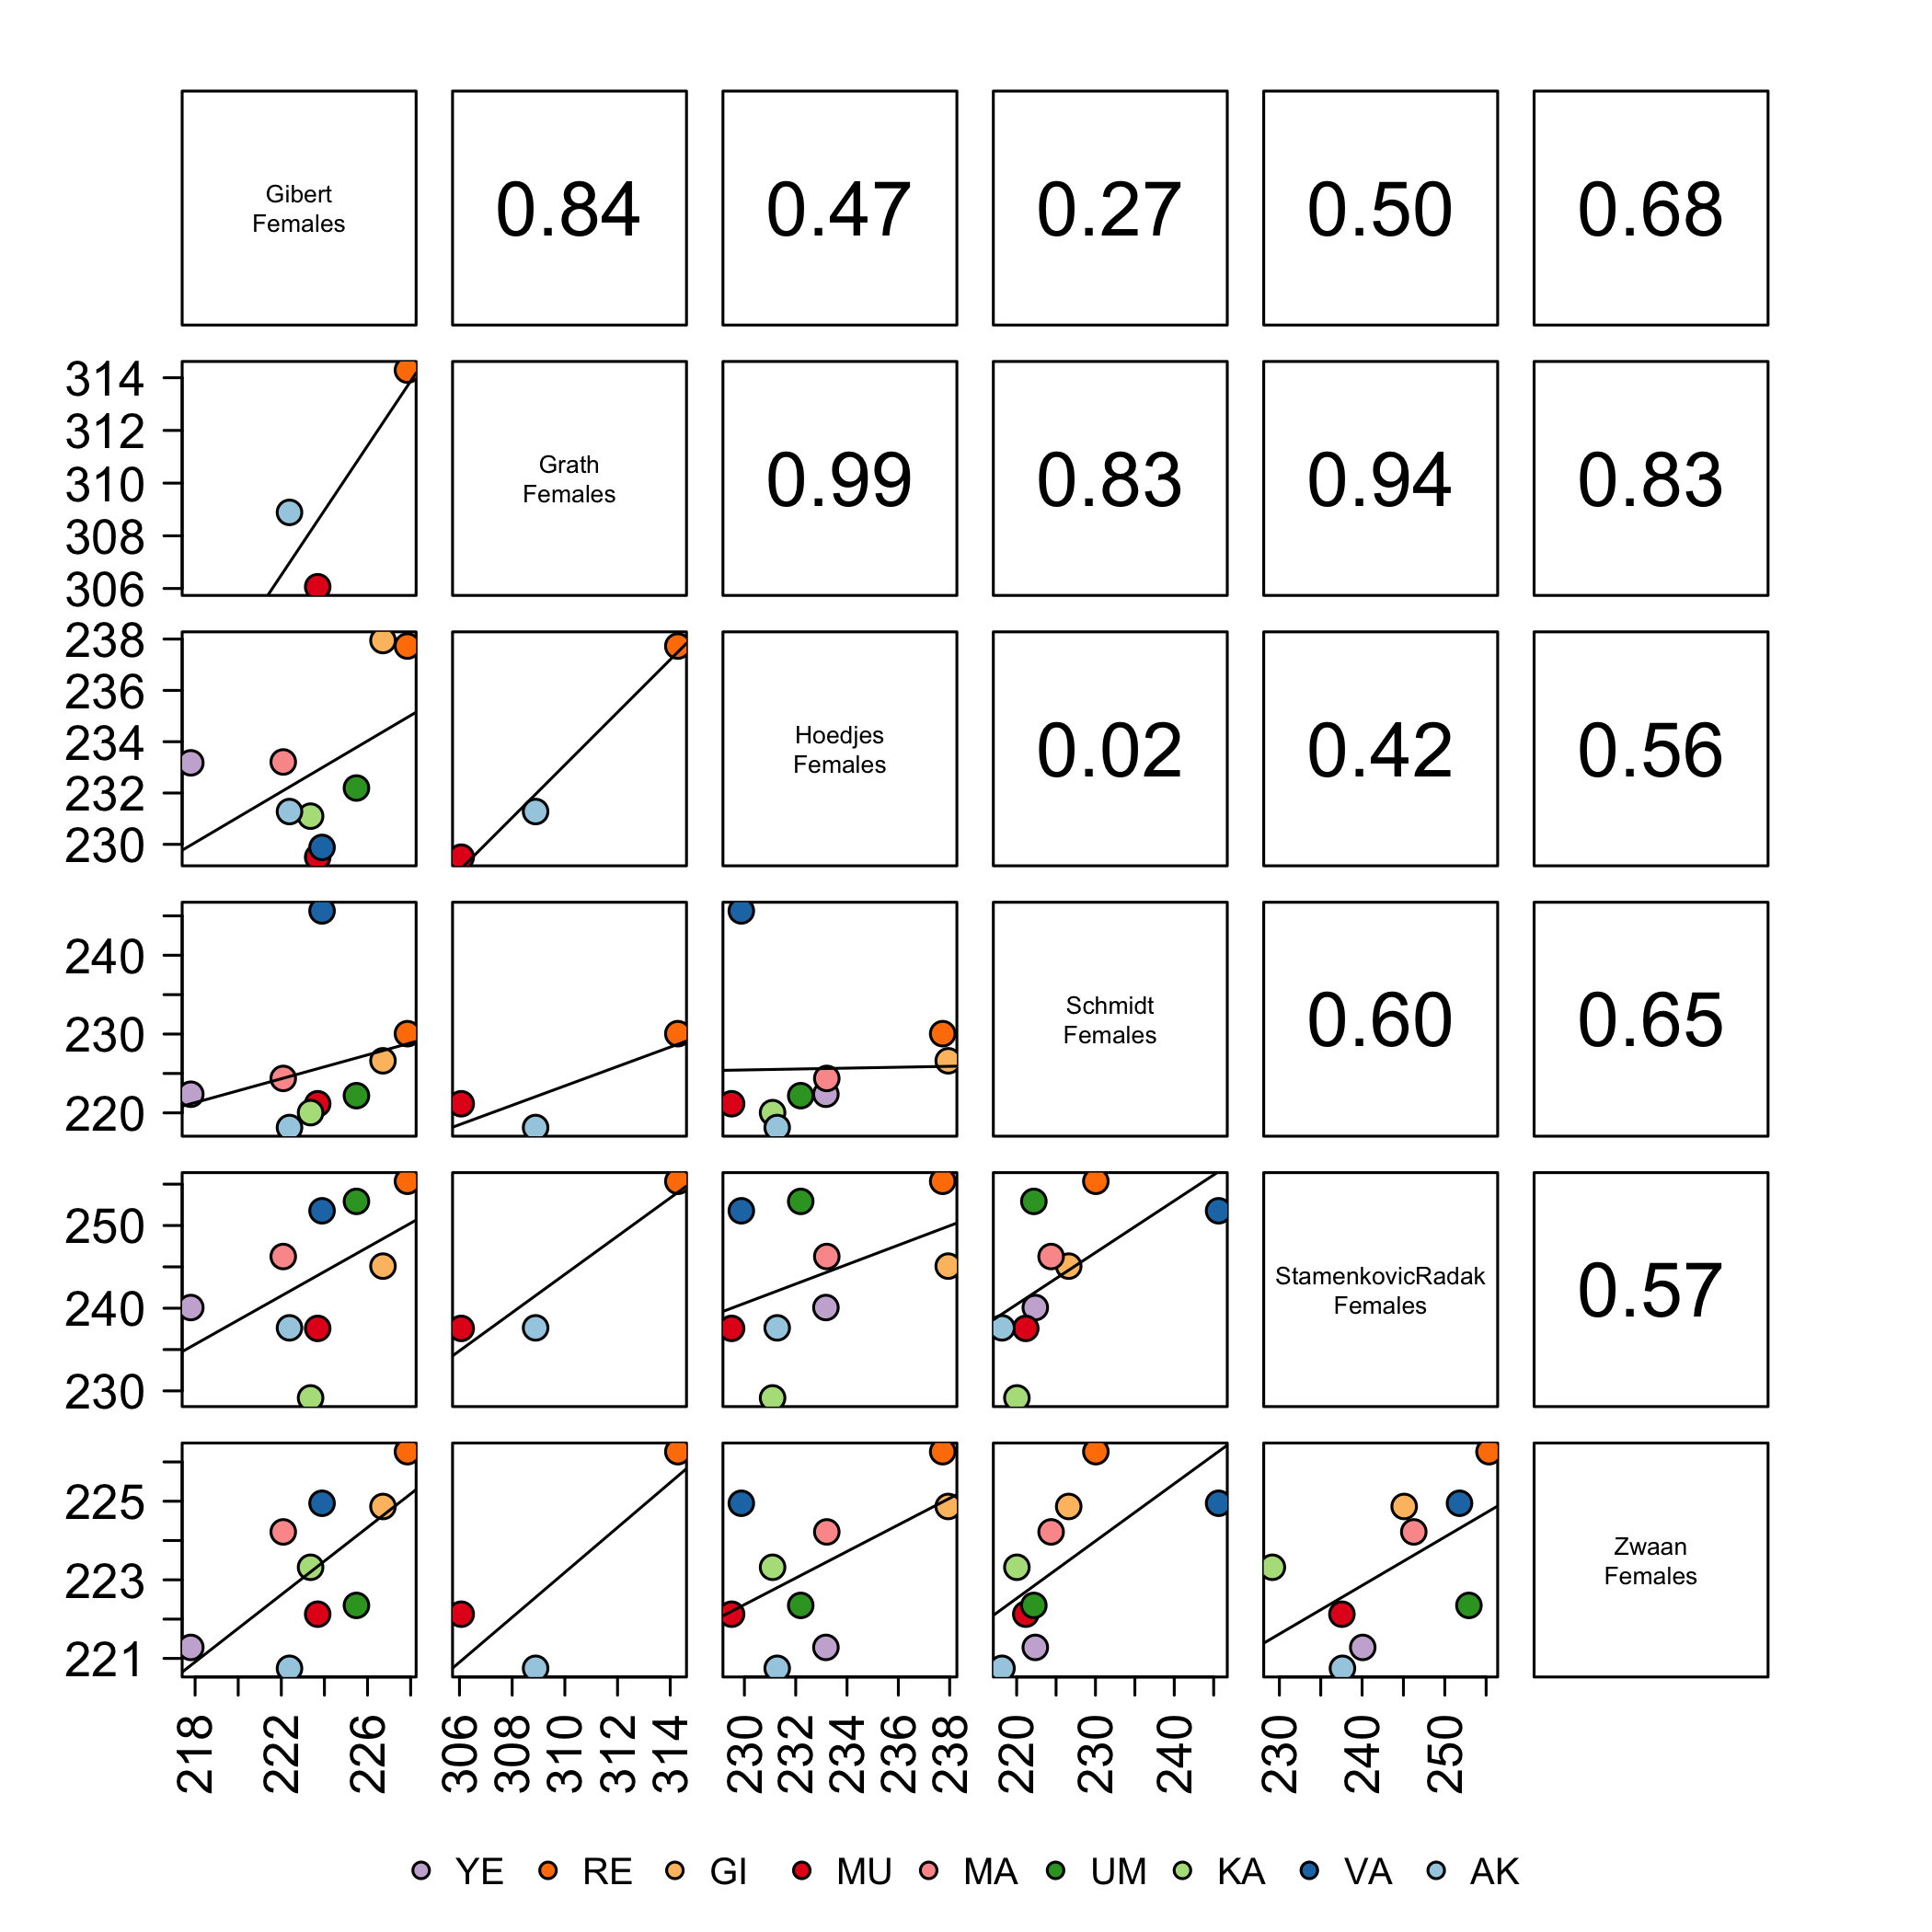 Gibert
Females
0.84
0.47
0.27
0.50
0.68
314
312
310
308
306
Grath
Females
0.99
0.83
0.94
0.83
238
236
234
232
230
Hoedjes
Females
0.02
0.42
0.56
240
230
220
Schmidt
Females
0.60
0.65
250
240
230
StamenkovicRadak
Females
0.57
225
223
221
Zwaan
Females
218 222 226
306 308 310 312 314
230 232 234 236 238
220 230 240
230 240 250
YE RE GI MU MA UM KA VA AK